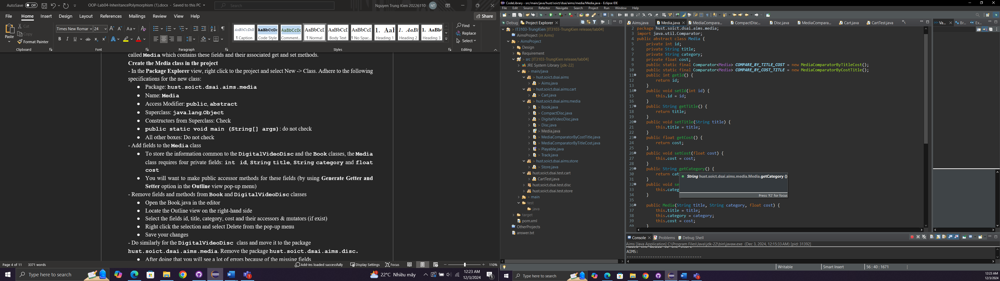 AutoSave Off OOP-Lab04-InheritancePolymorphism (1).docx - Saved to this PC Search Nguyen Trung Kien 20226110 NT
File Home Insert Design Layout References Mailings Review View Help Share
Paste Cut Copy Format Painter
Times New Roman 24
Find Replace Select
AaBbCcDdE AaBbCcDc AaBbCcDc AaBbCcI AaBbCcI AaBbCcI 1. AaI 1. AaBl 1. AaBbC
¶ Caption Code Style Comment... ¶ Normal Body Text ¶ No Spac... Heading 1 Heading 2 Heading 3
Clipboard Font Paragraph Styles Editing
called Media which contains these fields and their associated get and set methods.
Create the Media class in the project
- In the Package Explorer view, right click to the project and select New -> Class. Adhere to the following
specifications for the new class:
● Package: hust.soict.dsai.aims.media
● Name: Media
● Access Modifier: public, abstract
● Superclass: java.lang.Object
● Constructors from Superclass: Check
● public static void main (String[] args): do not check
● All other boxes: Do not check
- Add fields to the Media class
● To store the information common to the DigitalVideoDisc and the Book classes, the Media
class requires four private fields: int id, String title, String category and float
cost
● You will want to make public accessor methods for these fields (by using Generate Getter and
Setter option in the Outline view pop-up menu)
- Remove fields and methods from Book and DigitalVideoDisc classes
● Open the Book.java in the editor
● Locate the Outline view on the right-hand side
● Select the fields id, title, category, cost and their accessors & mutators (if exist)
● Right click the selection and select Delete from the pop-up menu
● Save your changes
- Do similarly for the DigitalVideoDisc class and move it to the package
hust.soict.dsai.aims.media. Remove the package hust.soict.dsai.aims.disc.
● After doing that you will see a lot of errors because of the missing fields
Page 4 of 11 3371 words Add-ins loaded successfully Display Settings Focus 110%
Type here to search 22°C Nhiều mây 12:23 AM 12/3/2024
CodeLibrary - src/main/java/hust/soict/dsai/aims/media/Media.java - Eclipse IDE
File Edit Source Refactor Navigate Search Project Run Window Help
Debug Project Explorer
IT3103-TrungKien [IT3103-TrungKien release/lab04]
AimsProject (in Aims)
> AimsProject
Design
Requirement
> src [IT3103-TrungKien release/lab04]
JRE System Library [jdk-22]
> main/java
> hust.soict.dsai.aims
> Aims.java
> hust.soict.dsai.aims.cart
> Cart.java
> hust.soict.dsai.aims.media
> Book.java
> CompactDisc.java
> DigitalVideoDisc.java
> Disc.java
> Media.java
> MediaComparatorByCostTitle.java
> MediaComparatorByTitleCost.java
> Playable.java
> Track.java
> hust.soict.dsai.aims.store
> Store.java
hust.soict.dsai.test.cart
CartTest.java
hust.soict.dsai.test.disc
hust.soict.dsai.test.store
> main
test
java
target
pom.xml
OtherProjects
answer.txt
Aims.java Media.java MediaCompara... CompactDisc... Disc.java MediaCompara... Cart.java CartTest.java
2 package hust.soict.dsai.aims.media;
3 import java.util.Comparator;
4 public abstract class Media {
5 private int id;
6 private String title;
7 private String category;
8 private float cost;
9 public static final Comparator<Media> COMPARE_BY_TITLE_COST = new MediaComparatorByTitleCost();
10 public static final Comparator<Media> COMPARE_BY_COST_TITLE = new MediaComparatorByCostTitle();
11 public int getId() {
12 return id;
13 }
14 public void setId(int id) {
15 this.id = id;
16 }
17 public String getTitle() {
18 return title;
19 }
20 public void setTitle(String title) {
21 this.title = title;
22 }
23 public float getCost() {
24 return cost;
25 }
26 public void setCost(float cost) {
27 this.cost = cost;
28 }
29 public String getCategory() {
30 return cat
31 }
32 public void se
33 this.categ
34 }
35
36 public Media(String title, String category, float cost) {
37 this.title = title;
38 this.category = category;
39 this.cost = cost;
40 }
String hust.soict.dsai.aims.media.Media.getCategory ()
Press 'F2' for focus
Va... Br... Ex...
Console Problems Debug Shell
Aims [Java Application] C:\Program Files\Java\jdk-22\bin\javaw.exe (Dec 3, 2024, 12:15:33 AM) [pid: 31392]
Added the media to the store
AIMS:
--------------------------------
Writable Smart Insert 56 : 40 : 1671
Type here to search 12:23 AM 12/3/2024